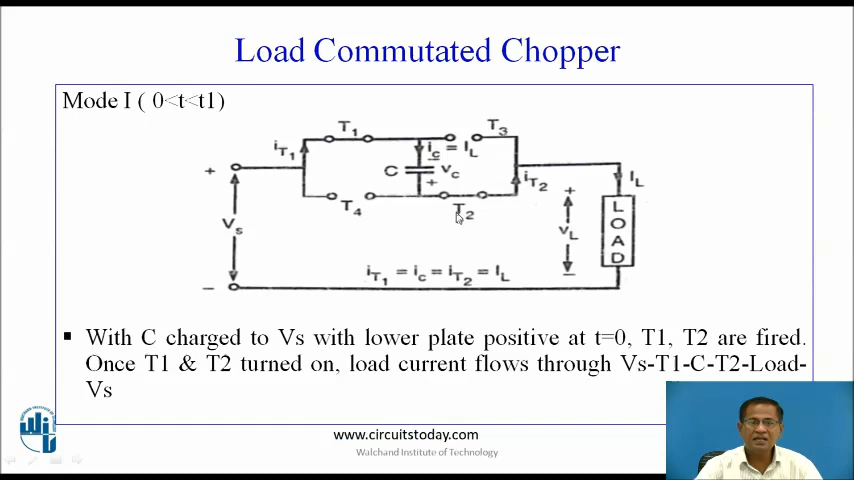 Load Commutated Chopper
Mode I ( 0<t<t1)
T1 T3
iT1 ic = IL
+ C vc IL
+ iT2 +
T4 T2 L
Vs vL O
A
D
−
− iT1 = ic = iT2 = IL
With C charged to Vs with lower plate positive at t=0, T1, T2 are fired.
Once T1 & T2 turned on, load current flows through Vs-T1-C-T2-Load-
Vs
www.circuitstoday.com
Walchand Institute of Technology